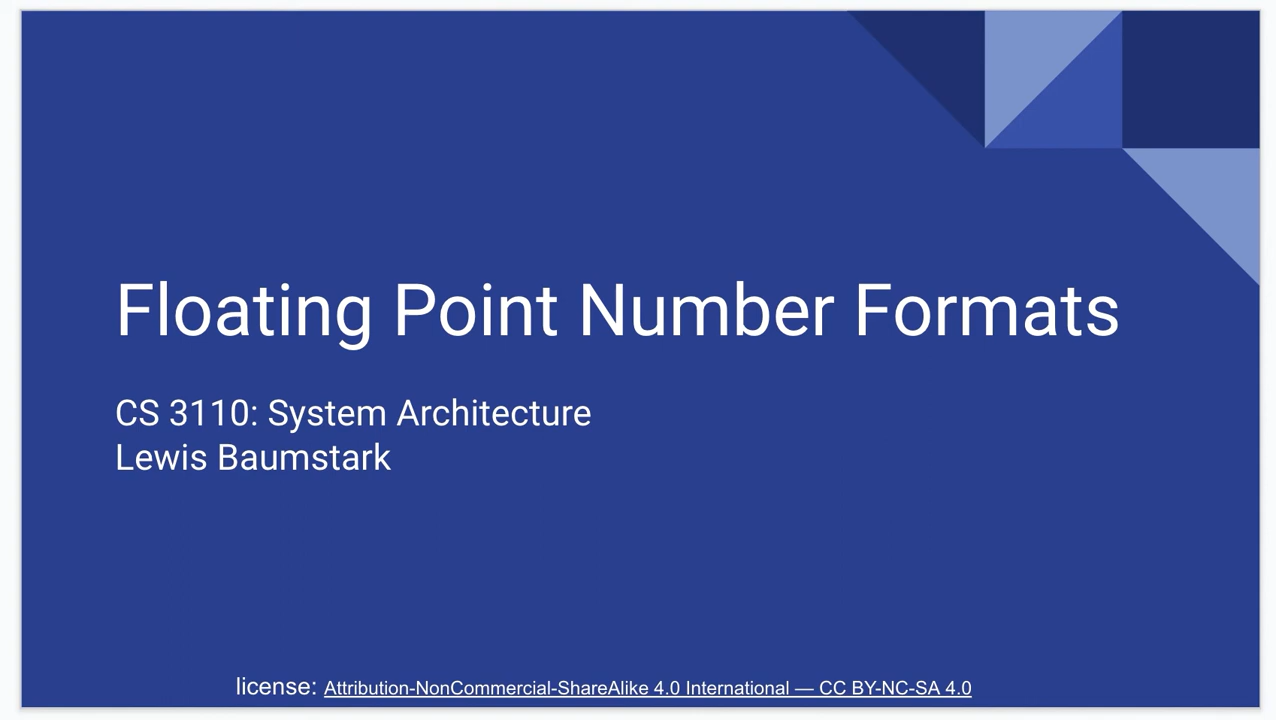 Floating Point Number Formats
CS 3110: System Architecture
Lewis Baumstark
license: Attribution-NonCommercial-ShareAlike 4.0 International — CC BY-NC-SA 4.0